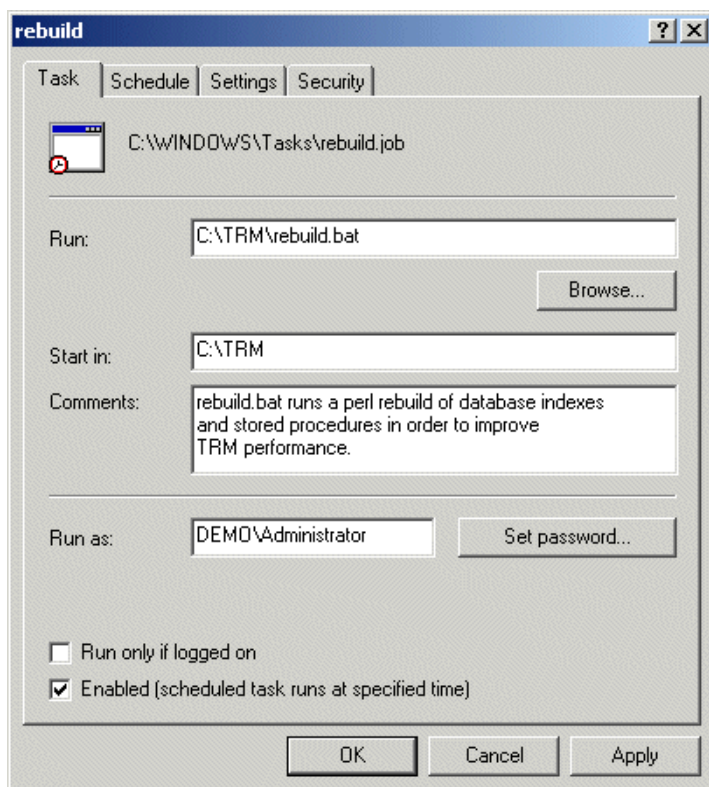 rebuild
Task Schedule Settings Security
C:\WINDOWS\Tasks\rebuild.job
Run: C:\TRM\rebuild.bat
Browse...
Start in: C:\TRM
Comments: rebuild.bat runs a perl rebuild of database indexes
and stored procedures in order to improve
TRM performance.
Run as: DEMO\Administrator Set password...
Run only if logged on
Enabled (scheduled task runs at specified time)
OK Cancel Apply